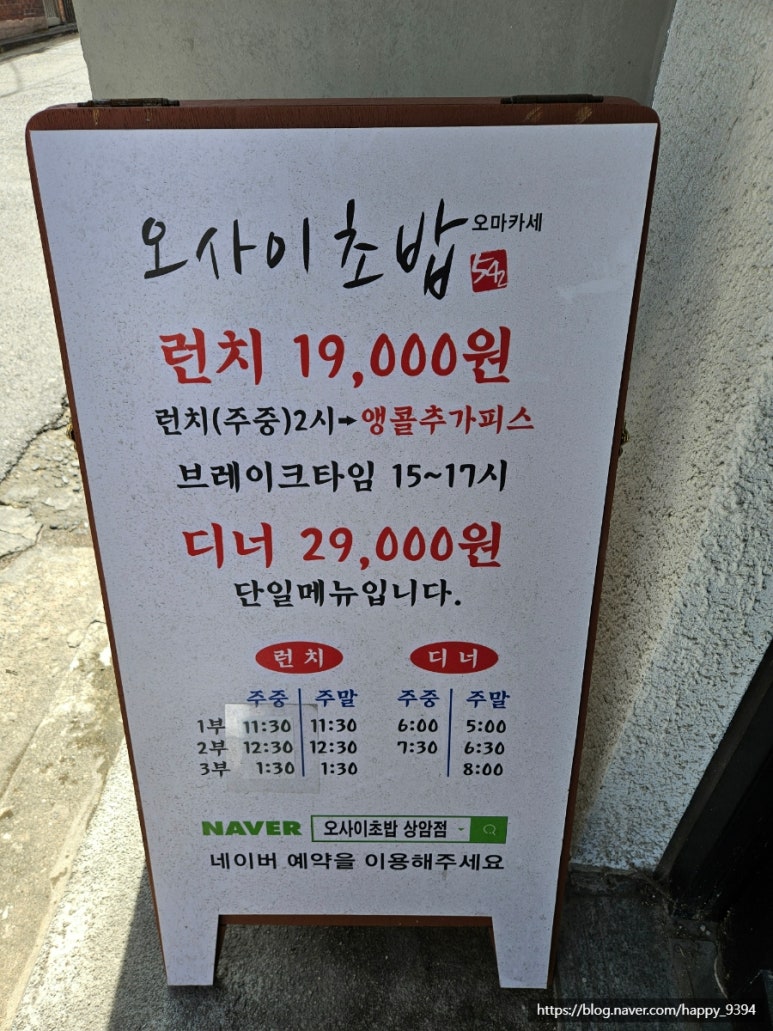 오사이초밥 오마카세
542
런치 19,000원
런치(주중)2시➡앵콜추가피스
브레이크타임 15~17시
디너 29,000원
단일메뉴입니다.
런치 디너
주중 주말 주중 주말
1부 11:30 11:30 6:00 5:00
2부 12:30 12:30 7:30 6:30
3부 1:30 1:30 8:00
NAVER 오사이초밥 상암점
네이버 예약을 이용해주세요
https://blog.naver.com/happy_9394